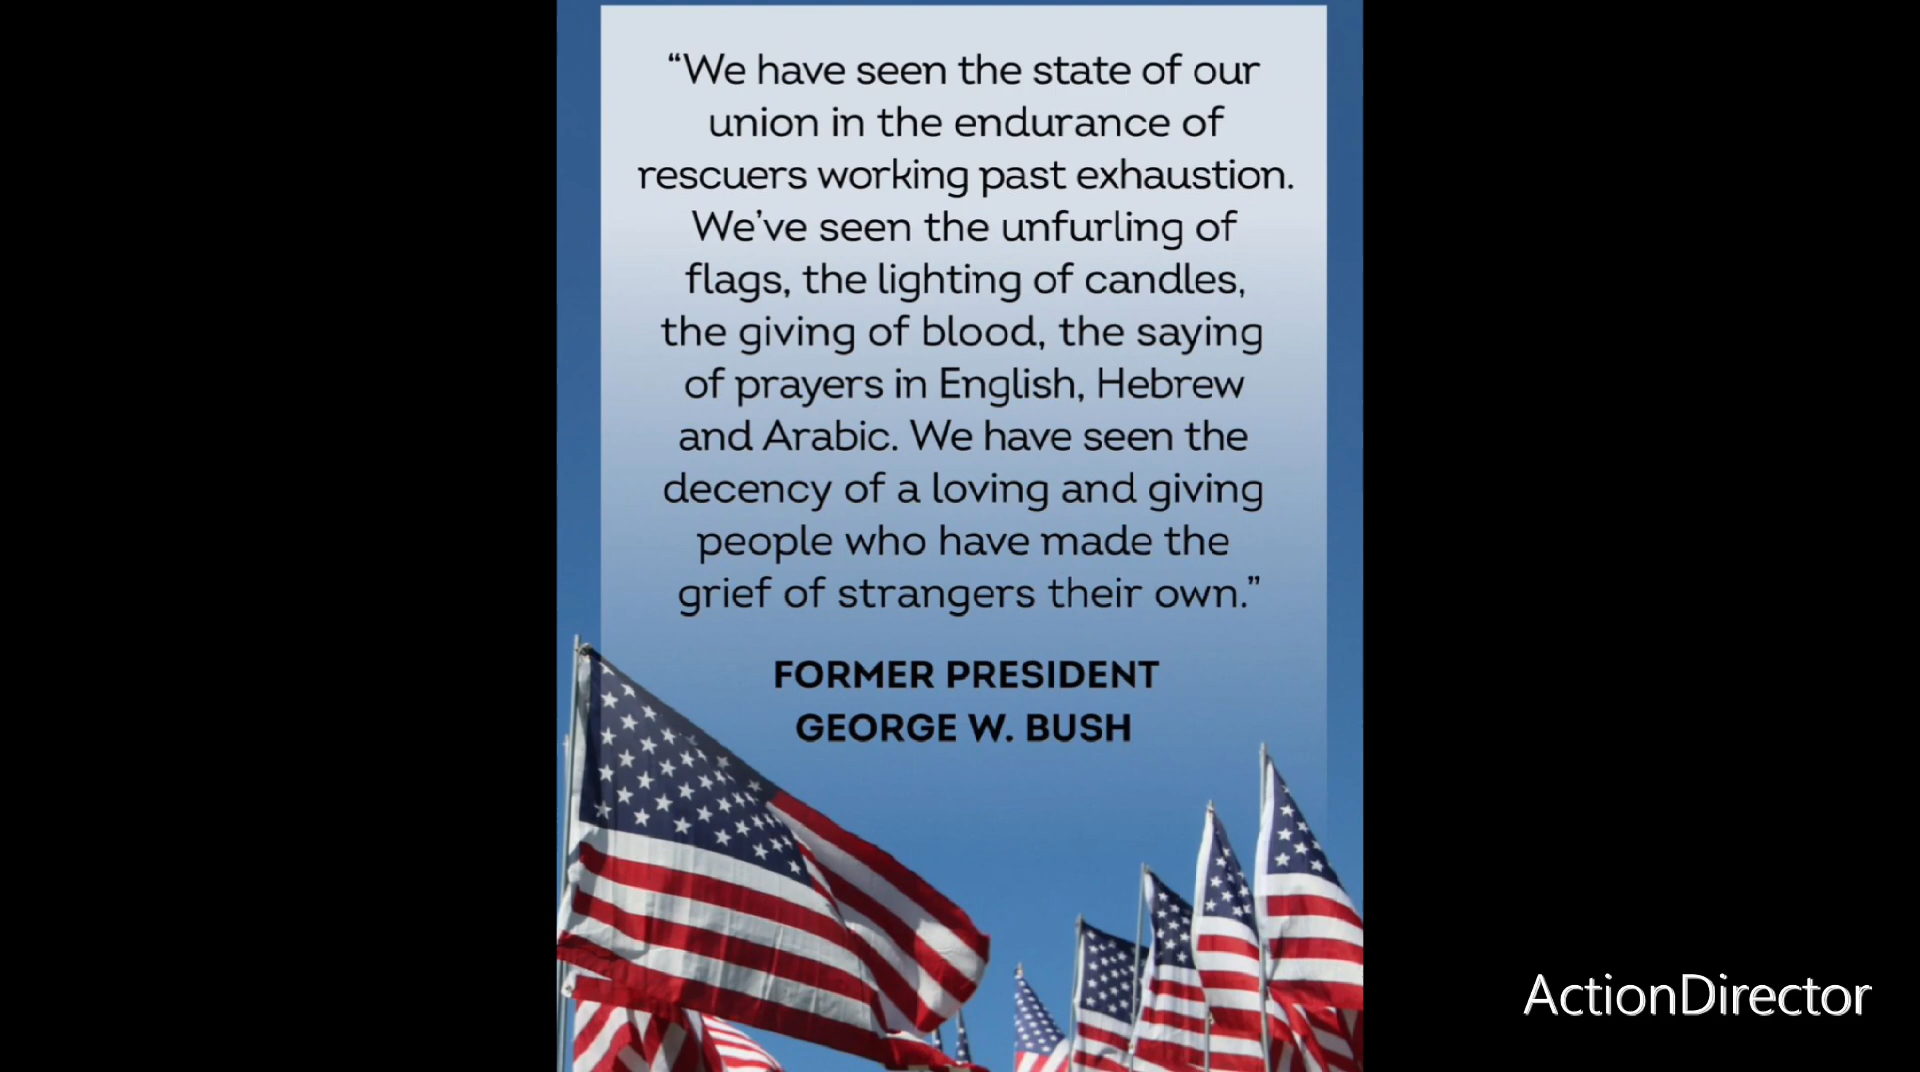 “We have seen the state of our
union in the endurance of
rescuers working past exhaustion.
We’ve seen the unfurling of
flags, the lighting of candles,
the giving of blood, the saying
of prayers in English, Hebrew
and Arabic. We have seen the
decency of a loving and giving
people who have made the
grief of strangers their own.”
FORMER PRESIDENT
GEORGE W. BUSH
ActionDirector